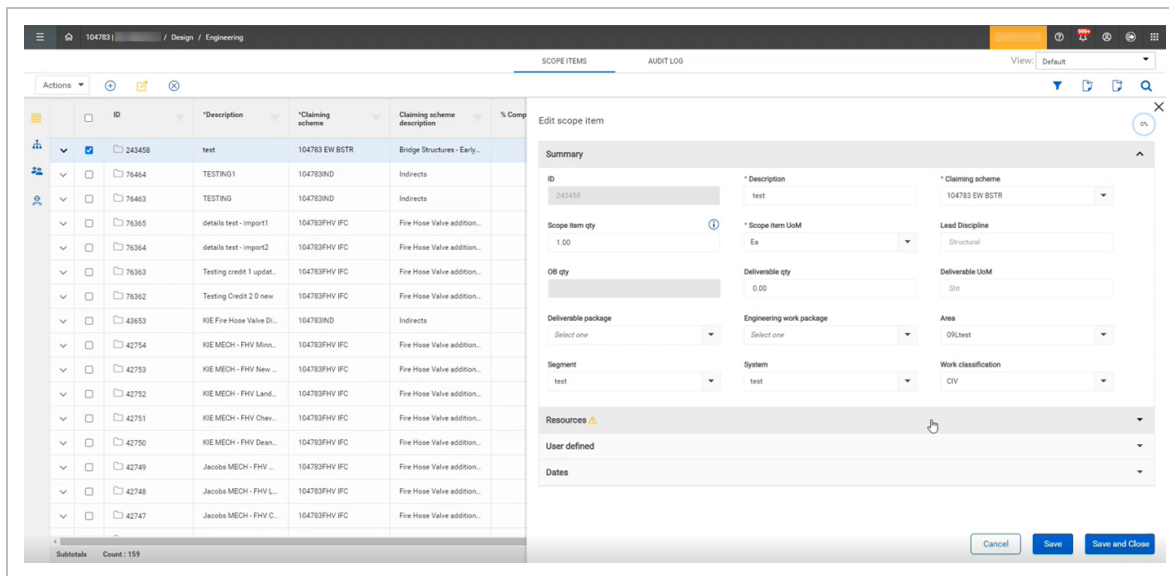 104783 | / Design / Engineering
999+
SCOPE ITEMS AUDIT LOG View: Default
Actions
ID *Description *Claiming scheme Claiming scheme description % Comp
243458 test 104783 EW BSTR Bridge Structures - Early...
76464 TESTING1 104783IND Indirects
76463 TESTING 104783IND Indirects
76365 details test - import1 104783FHV IFC Fire Hose Valve addition...
76364 details test - import2 104783FHV IFC Fire Hose Valve addition...
76363 Testing credit 1 updat... 104783FHV IFC Fire Hose Valve addition...
76362 Testing Credit 2.0 new 104783FHV IFC Fire Hose Valve addition...
43653 KIE Fire Hose Valve Di... 104783IND Indirects
42754 KIE MECH - FHV Minn... 104783FHV IFC Fire Hose Valve addition...
42753 KIE MECH - FHV New ... 104783FHV IFC Fire Hose Valve addition...
42752 KIE MECH - FHV Land... 104783FHV IFC Fire Hose Valve addition...
42751 KIE MECH - FHV Chev... 104783FHV IFC Fire Hose Valve addition...
42750 KIE MECH - FHV Dean... 104783FHV IFC Fire Hose Valve addition...
42749 Jacobs MECH - FHV ... 104783FHV IFC Fire Hose Valve addition...
42748 Jacobs MECH - FHV L... 104783FHV IFC Fire Hose Valve addition...
42747 Jacobs MECH - FHV C... 104783FHV IFC Fire Hose Valve addition...
Subtotals Count : 159
Edit scope item
0%
Summary
ID * Description * Claiming scheme
243458 test 104783 EW BSTR
Scope item qty * Scope item UoM Lead Discipline
1.00 Ea Structural
OB qty Deliverable qty Deliverable UoM
0.00 Sht
Deliverable package Engineering work package Area
Select one Select one 09Ltest
Segment System Work classification
test test CIV
Resources
User defined
Dates
Cancel Save Save and Close